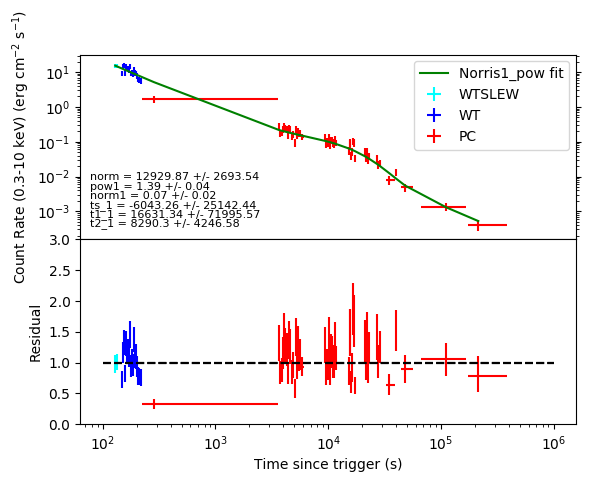 Count Rate (0.3-10 keV) (erg cm⁻² s⁻¹)
10¹
10⁰
10⁻¹
10⁻²
10⁻³
Norris1_pow fit
WTSLEW
WT
PC
norm = 12929.87 +/- 2693.54
pow1 = 1.39 +/- 0.04
norm1 = 0.07 +/- 0.02
ts_1 = -6043.26 +/- 25142.44
t1_1 = 16631.34 +/- 71995.57
t2_1 = 8290.3 +/- 4246.58
Residual
3.0
2.5
2.0
1.5
1.0
0.5
0.0
10² 10³ 10⁴ 10⁵ 10⁶
Time since trigger (s)